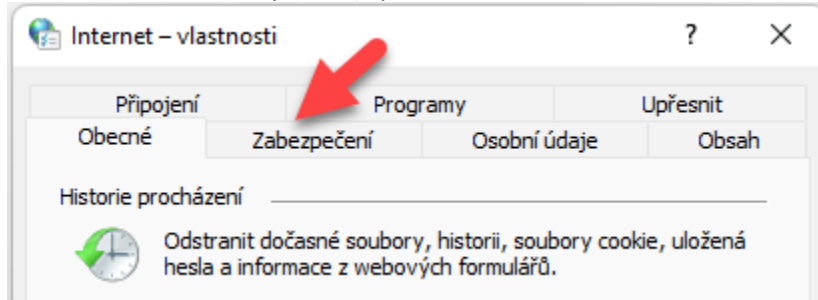 Internet – vlastnosti ? ✕
Připojení Programy Upřesnit
Obecné Zabezpečení Osobní údaje Obsah
Historie procházení
Odstranit dočasné soubory, historii, soubory cookie, uložená
hesla a informace z webových formulářů.